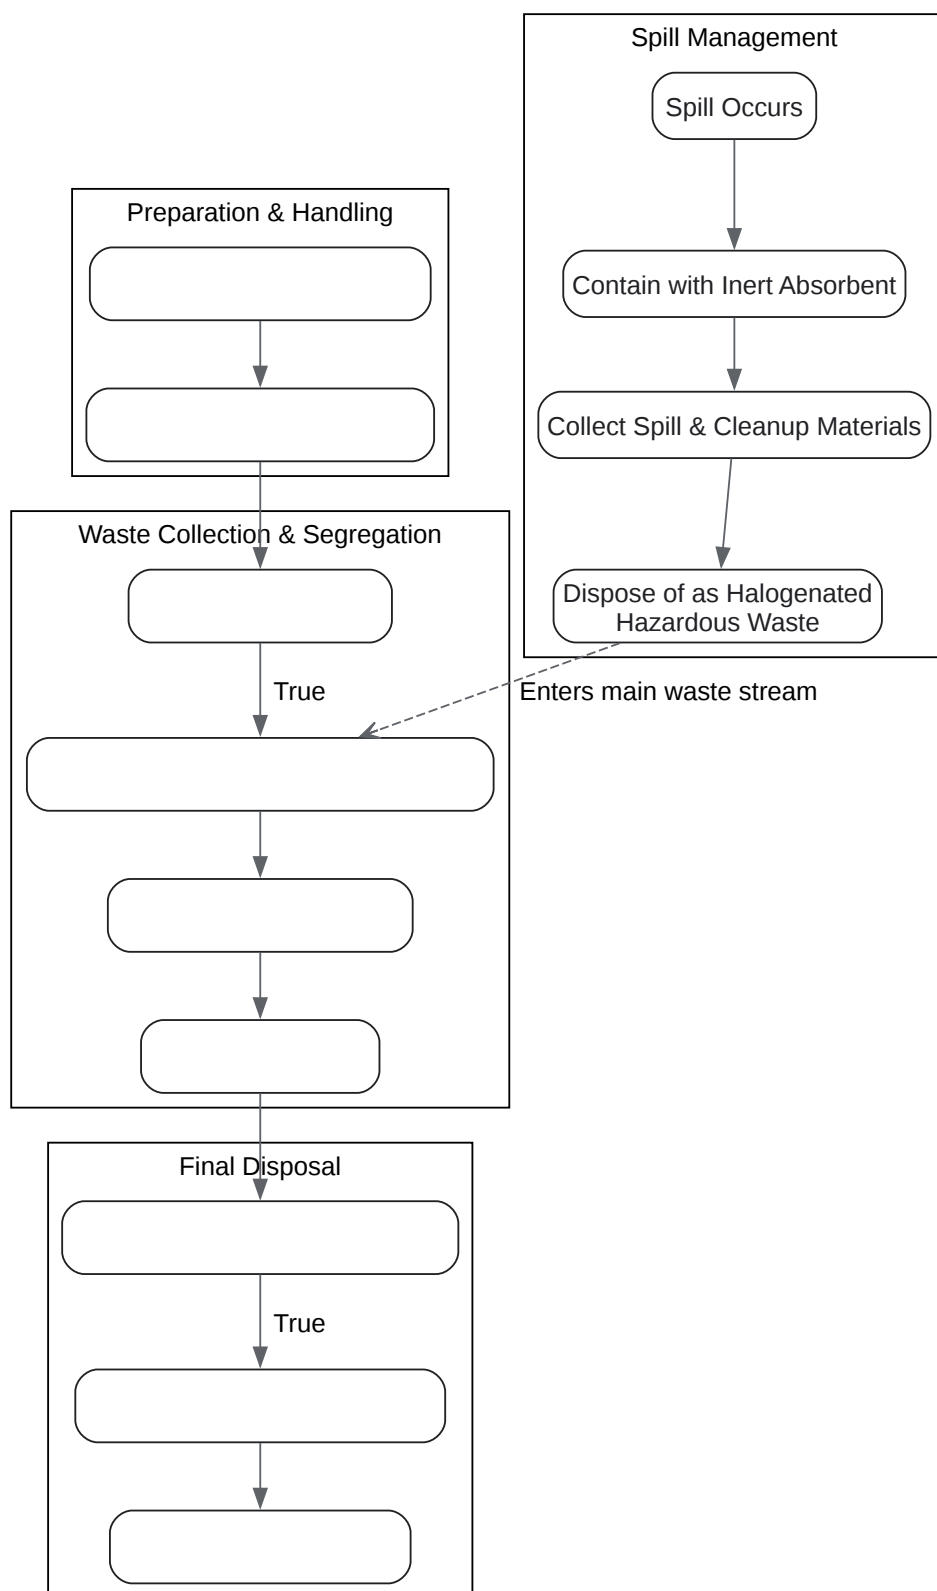 Spill Management
Spill Occurs
Contain with Inert Absorbent
Collect Spill & Cleanup Materials
Dispose of as Halogenated
Hazardous Waste
Enters main waste stream
Preparation & Handling
Waste Collection & Segregation
True
Final Disposal
True